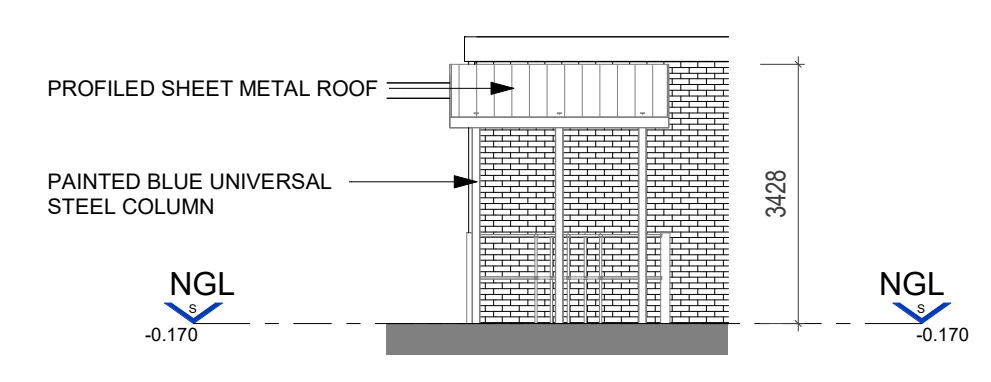 PROFILED SHEET METAL ROOF
PAINTED BLUE UNIVERSAL
STEEL COLUMN
3428
NGL
S
-0.170
NGL
S
-0.170